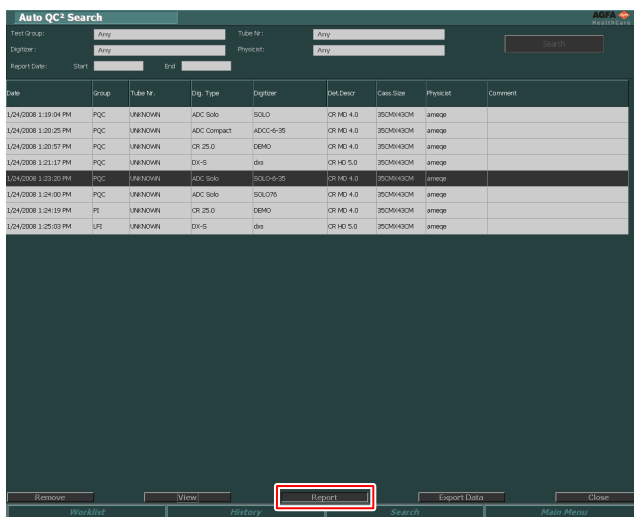 Auto QC² Search
AGFA
HealthCare
Test Group: Any Tube Nr: Any
Digitizer: Any Physicist: Any
Search
Report Date: Start End
Date Group Tube Nr. Dig. Type Digitizer Det.Descr Cass.Size Physicist Comment
1/24/2008 1:19:04 PM PQC UNKNOWN ADC Solo SOLO CR MD 4.0 35CMX43CM ameqe
1/24/2008 1:20:25 PM PQC UNKNOWN ADC Compact ADCC-6-35 CR MD 4.0 35CMX43CM ameqe
1/24/2008 1:20:57 PM PQC UNKNOWN CR 25.0 DEMO CR MD 4.0 35CMX43CM ameqe
1/24/2008 1:21:17 PM PQC UNKNOWN DX-S dxs CR HD 5.0 35CMX43CM ameqe
1/24/2008 1:23:20 PM PQC UNKNOWN ADC Solo SOLO-6-35 CR MD 4.0 35CMX43CM ameqe
1/24/2008 1:24:00 PM PQC UNKNOWN ADC Solo SOLO76 CR MD 4.0 35CMX43CM ameqe
1/24/2008 1:24:19 PM PI UNKNOWN CR 25.0 DEMO CR MD 4.0 35CMX43CM ameqe
1/24/2008 1:25:03 PM LFI UNKNOWN DX-S dxs CR HD 5.0 35CMX43CM ameqe
Remove View Report Export Data Close
Worklist History Search Main Menu